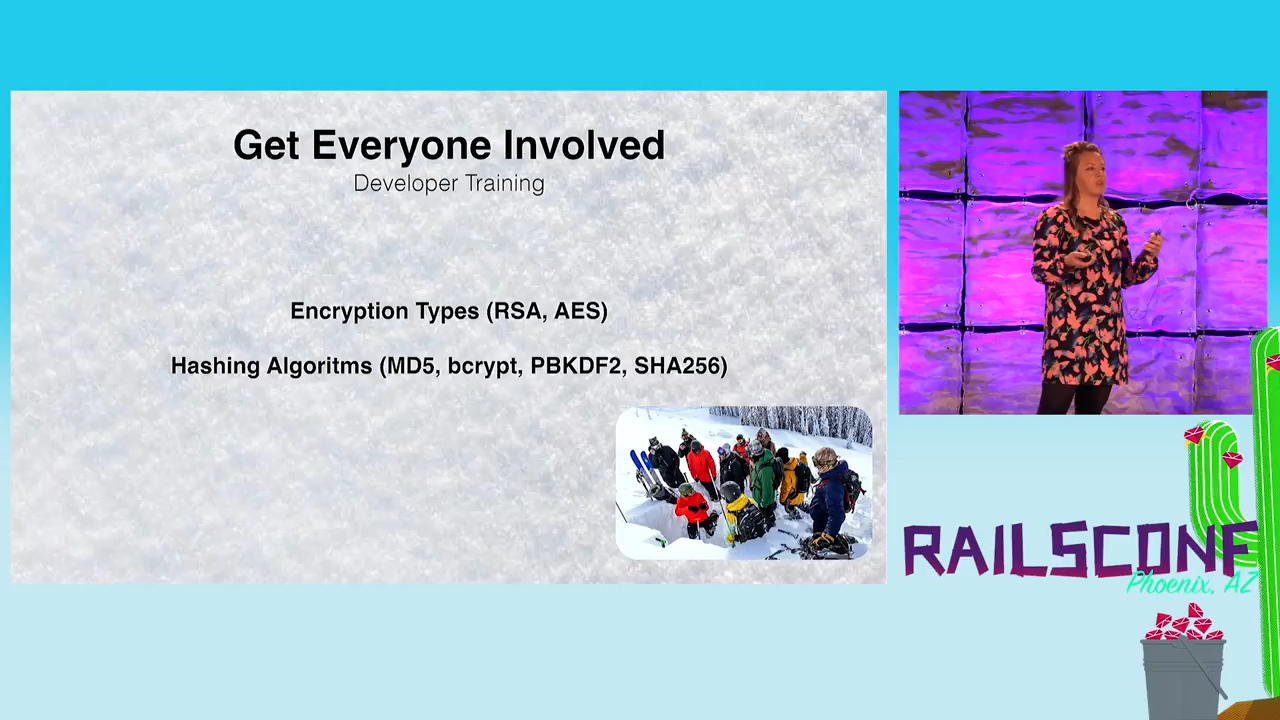 Get Everyone Involved
Developer Training
Encryption Types (RSA, AES)
Hashing Algoritms (MD5, bcrypt, PBKDF2, SHA256)
RAILSCONF
Phoenix, AZ